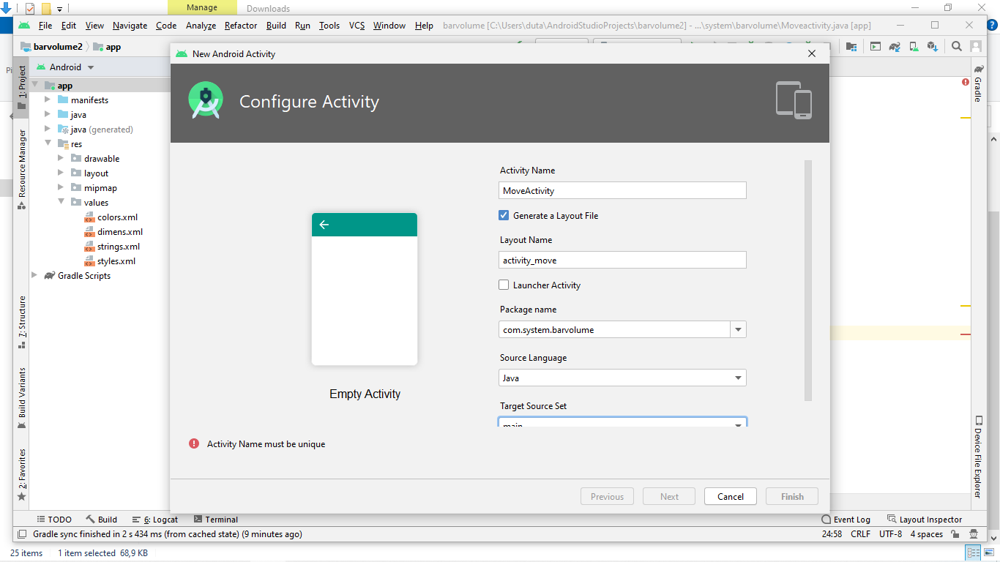 Manage
Downloads
File Edit View Navigate Code Analyze Refactor Build Run Tools VCS Window Help barvolume [C:\Users\duta\AndroidStudioProjects\barvolume2] - ...\system\barvolume\Moveactivity.java [app]
barvolume2 app
New Android Activity
Pi
Android
1: Project
Gradle
app
Configure Activity
manifests
java
java (generated)
Resource Manager
res
drawable
Activity Name
layout
mipmap
MoveActivity
values
Generate a Layout File
colors.xml
dimens.xml
Layout Name
strings.xml
styles.xml
activity_move
Gradle Scripts
Launcher Activity
Package name
7: Structure
com.system.barvolume
Source Language
Java
Build Variants
Empty Activity
Target Source Set
main
Activity Name must be unique
Device File Explorer
2: Favorites
Previous Next Cancel Finish
TODO Build 6: Logcat Terminal Event Log Layout Inspector
Gradle sync finished in 2 s 434 ms (from cached state) (9 minutes ago) 24:58 CRLF UTF-8 4 spaces
25 items 1 item selected 68,9 KB